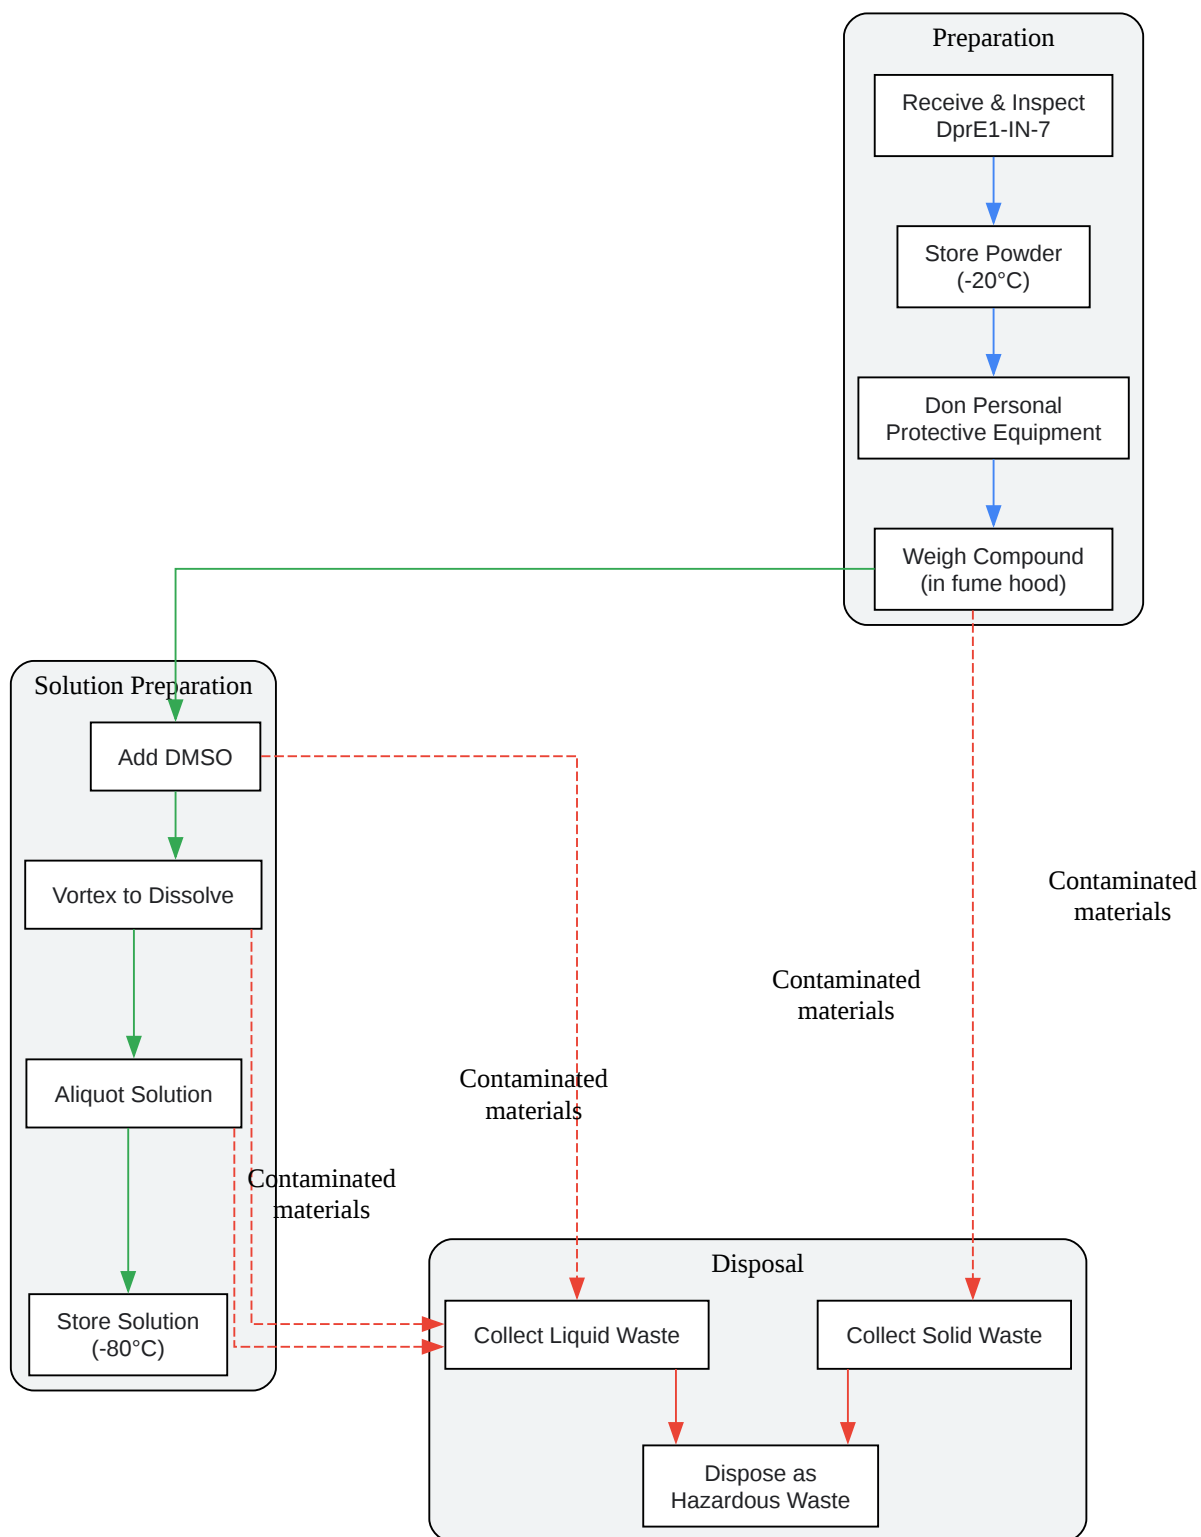 Preparation
Receive & Inspect
DprE1-IN-7
Store Powder
(-20°C)
Don Personal
Protective Equipment
Weigh Compound
(in fume hood)
Solution Preparation
Add DMSO
Vortex to Dissolve
Aliquot Solution
Store Solution
(-80°C)
Contaminated
materials
Contaminated
materials
Contaminated
materials
Contaminated
materials
Disposal
Collect Liquid Waste
Collect Solid Waste
Dispose as
Hazardous Waste